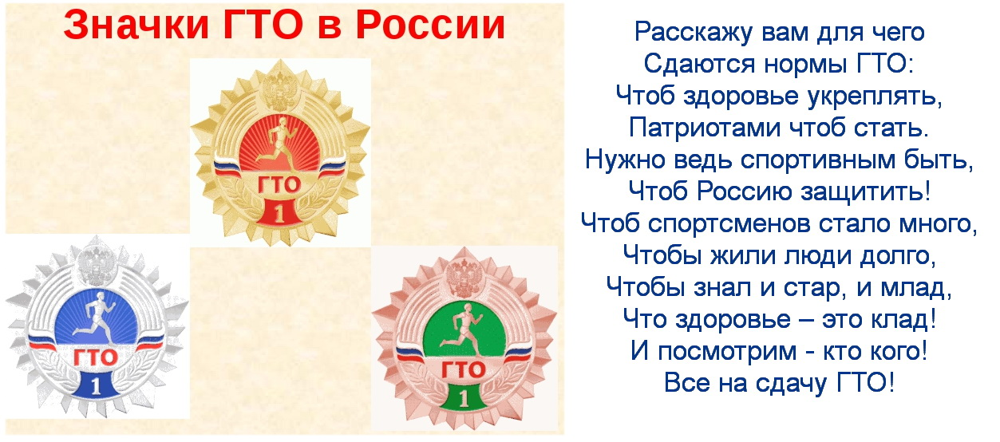 Значки ГТО в России
ГТО
1
ГТО
1
ГТО
1
Расскажу вам для чего
Сдаются нормы ГТО:
Чтоб здоровье укреплять,
Патриотами чтоб стать.
Нужно ведь спортивным быть,
Чтоб Россию защитить!
Чтоб спортсменов стало много,
Чтобы жили люди долго,
Чтобы знал и стар, и млад,
Что здоровье – это клад!
И посмотрим - кто кого!
Все на сдачу ГТО!